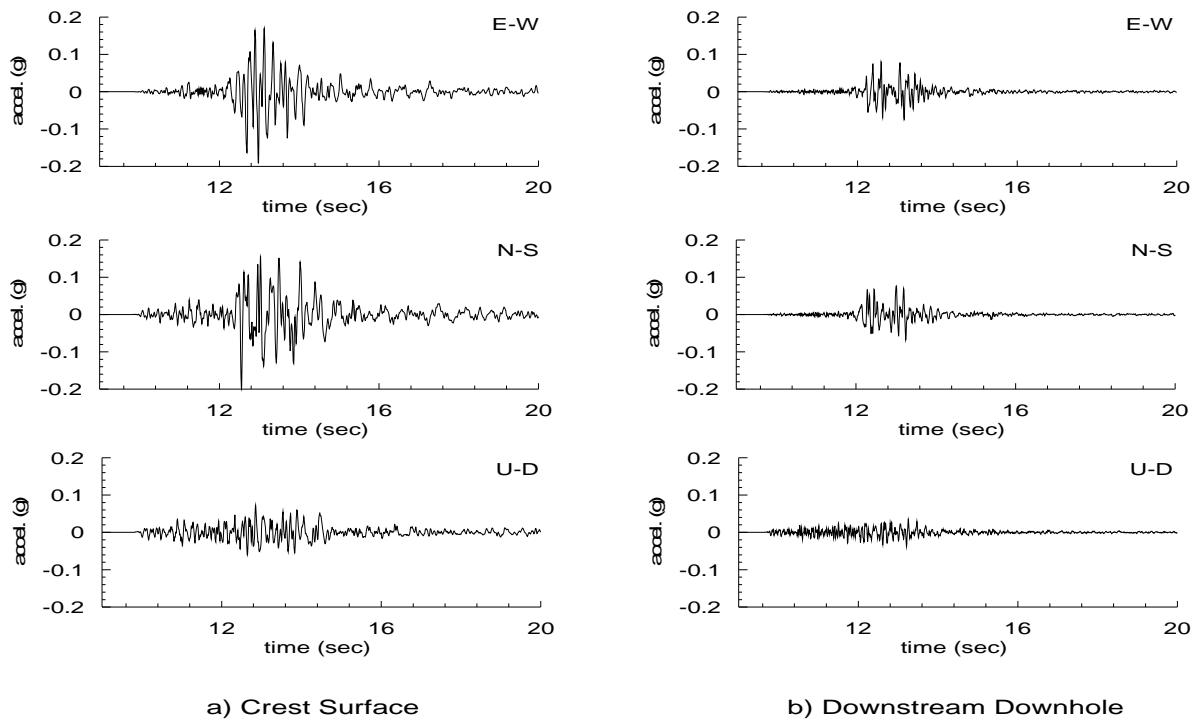 0.2
E-W
0.1
0
-0.1
-0.2
accel. (g)
12
16
20
time (sec)
0.2
N-S
0.1
0
-0.1
-0.2
accel. (g)
12
16
20
time (sec)
0.2
U-D
0.1
0
-0.1
-0.2
accel. (g)
12
16
20
time (sec)
a) Crest Surface
0.2
E-W
0.1
0
-0.1
-0.2
accel. (g)
12
16
20
time (sec)
0.2
N-S
0.1
0
-0.1
-0.2
accel. (g)
12
16
20
time (sec)
0.2
U-D
0.1
0
-0.1
-0.2
accel. (g)
12
16
20
time (sec)
b) Downstream Downhole